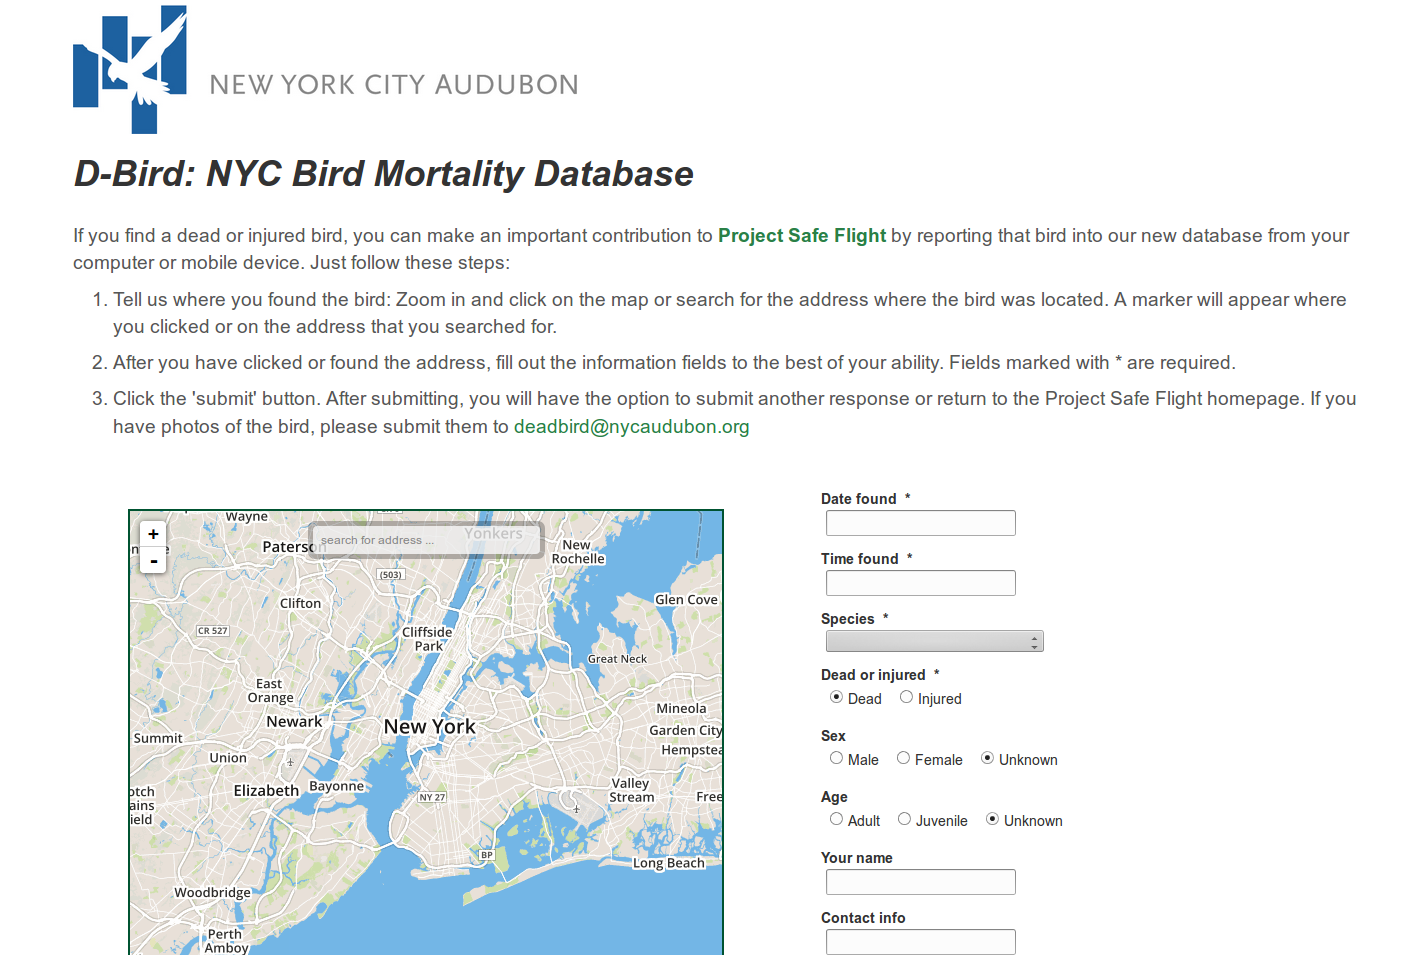 NEW YORK CITY AUDUBON
D-Bird: NYC Bird Mortality Database
If you find a dead or injured bird, you can make an important contribution to Project Safe Flight by reporting that bird into our new database from your
computer or mobile device. Just follow these steps:
1. Tell us where you found the bird: Zoom in and click on the map or search for the address where the bird was located. A marker will appear where
you clicked or on the address that you searched for.
2. After you have clicked or found the address, fill out the information fields to the best of your ability. Fields marked with * are required.
3. Click the 'submit' button. After submitting, you will have the option to submit another response or return to the Project Safe Flight homepage. If you
have photos of the bird, please submit them to deadbird@nycaudubon.org
+
-
Wayne
Paterson
search for address ...
Yonkers
New
Rochelle
(503)
Clifton
Glen Cove
CR 527
Cliffside
Park
Great Neck
East
Orange
Newark
New York
Mineola
Garden City
Summit
Union
Elizabeth
Bayonne
NY 27
Valley
Stream
BP
Long Beach
Woodbridge
Perth
Amboy
Date found *
Time found *
Species *
Dead or injured *
Dead Injured
Sex
Male Female Unknown
Age
Adult Juvenile Unknown
Your name
Contact info